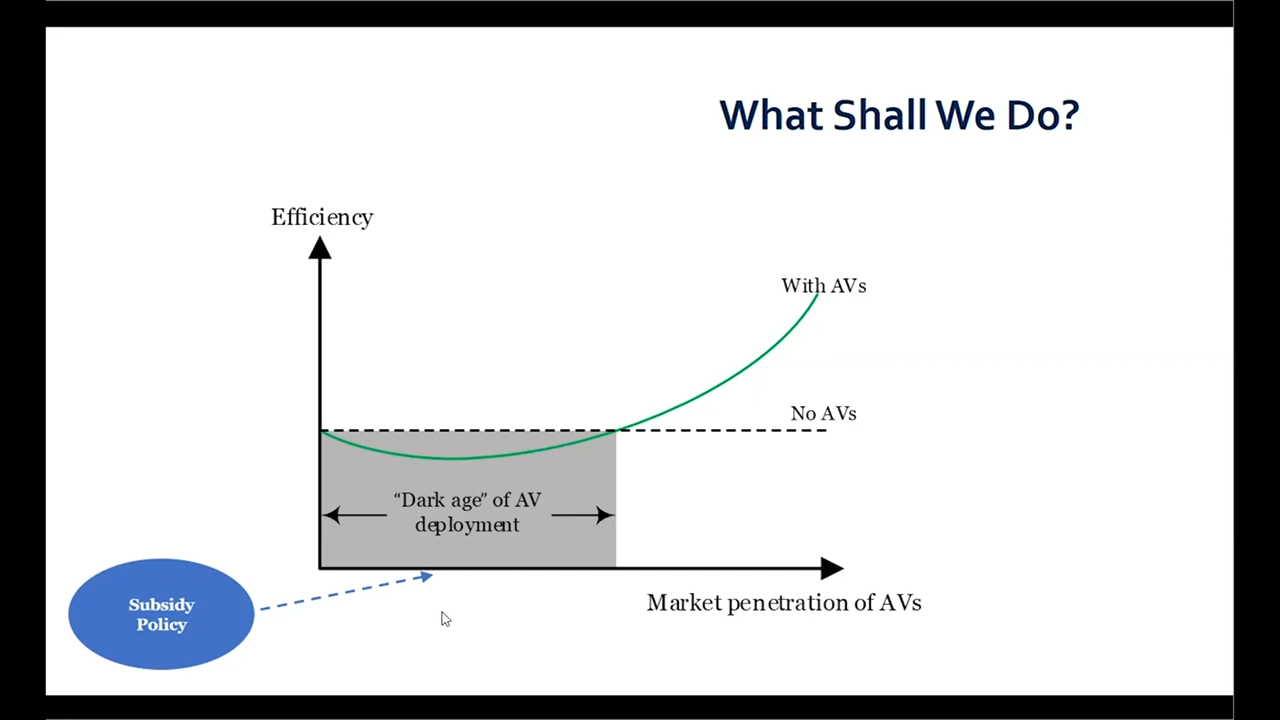 What Shall We Do?
Efficiency
With AVs
No AVs
“Dark age” of AV
deployment
Market penetration of AVs
Subsidy
Policy